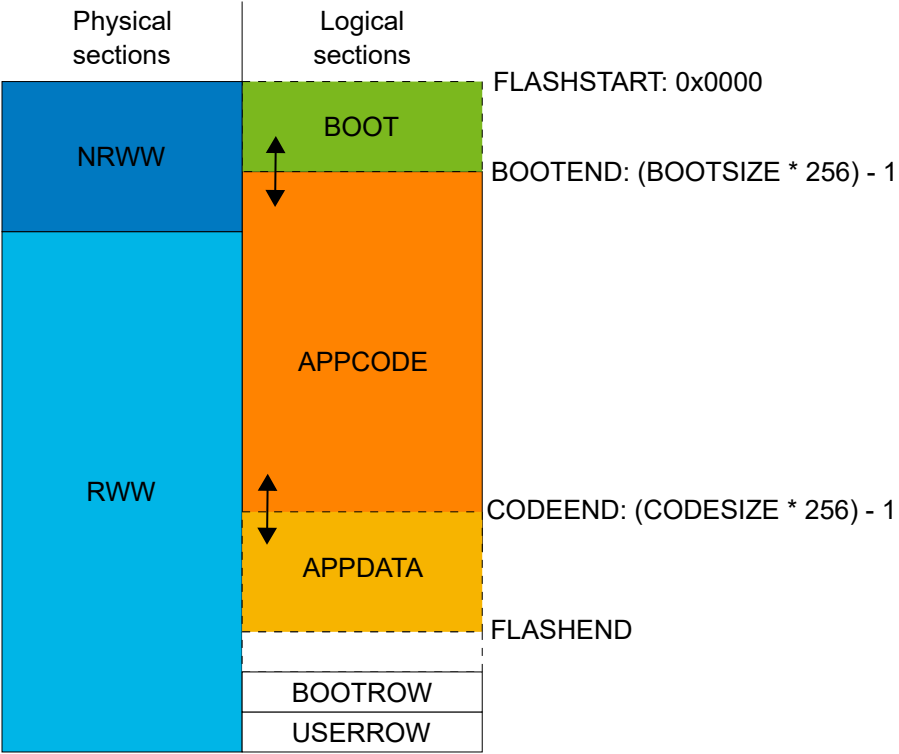 Physical
sections
Logical
sections
FLASHSTART: 0x0000
BOOT
NRWW
BOOTEND: (BOOTSIZE * 256) - 1
APPCODE
RWW
CODEEND: (CODESIZE * 256) - 1
APPDATA
FLASHEND
BOOTROW
USERROW